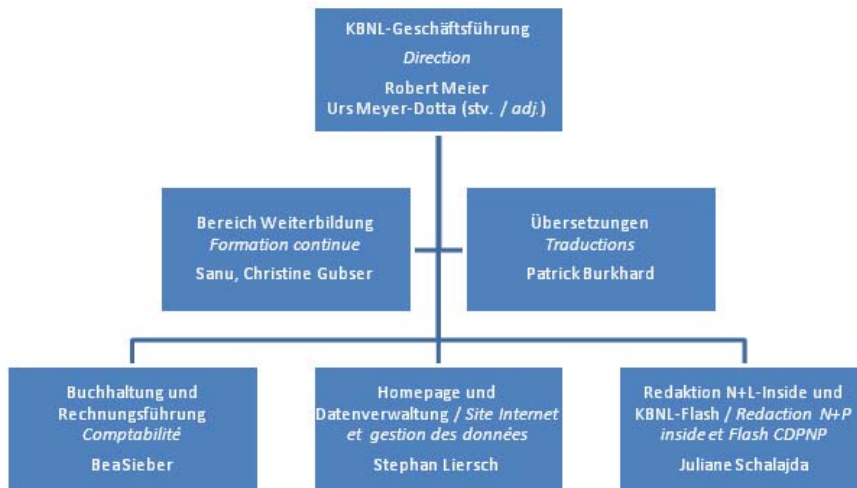 KBNL-Geschäftsführung
Direction
Robert Meier
Urs Meyer-Dotta (stv. / adj.)
Bereich Weiterbildung
Formation continue
Sanu, Christine Gubser
Übersetzungen
Traductions
Patrick Burkhard
Buchhaltung und
Rechnungsführung
Comptabilité
BeaSieber
Homepage und
Datenverwaltung / Site Internet
et gestion des données
Stephan Liersch
Redaktion N+L-Inside und
KBNL-Flash / Redaction N+P
inside et Flash CDPNP
Juliane Schalajda